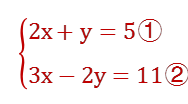 2x + y = 5①
3x − 2y = 11②